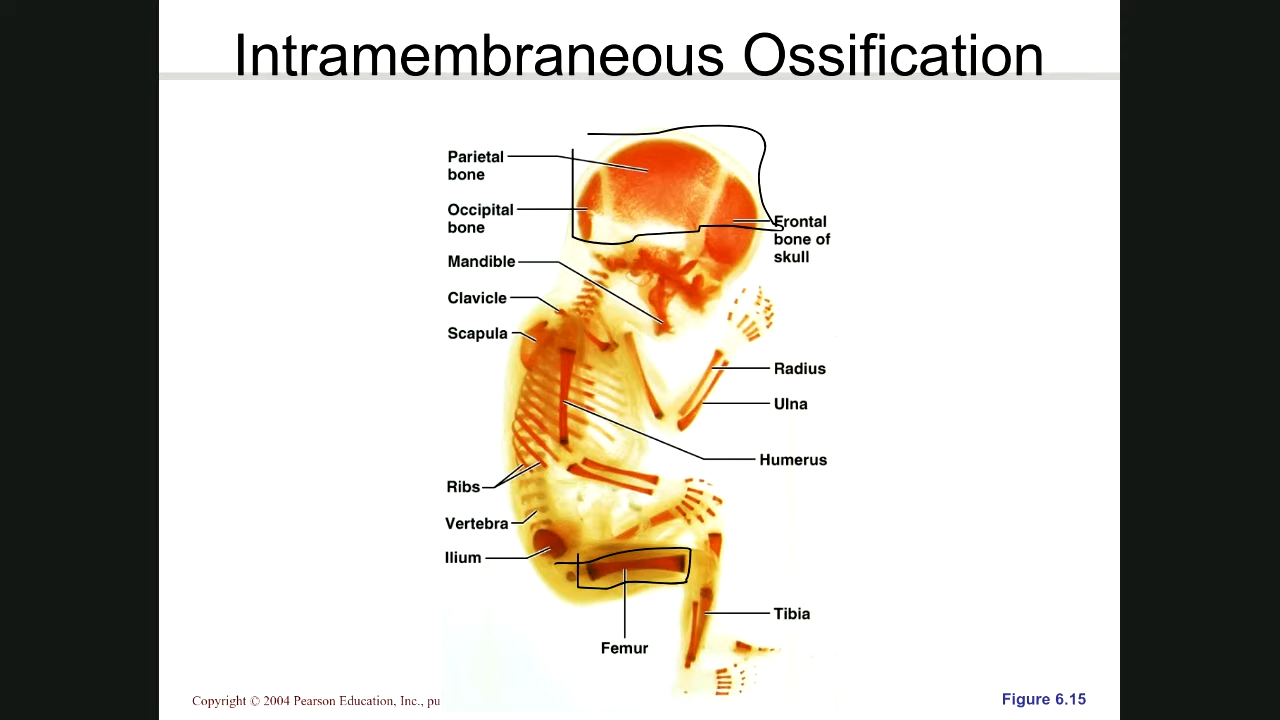 Intramembraneous Ossification
Parietal
bone
Occipital
bone
Mandible
Clavicle
Scapula
Ribs
Vertebra
Ilium
Frontal
bone of
skull
Radius
Ulna
Humerus
Tibia
Femur
Copyright © 2004 Pearson Education, Inc., pu
Figure 6.15